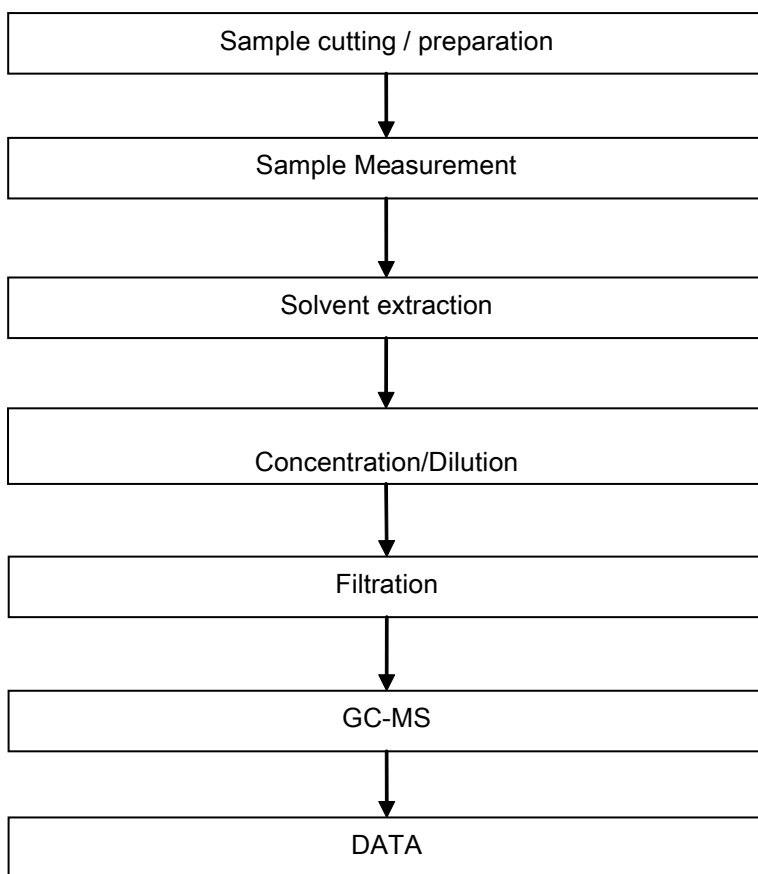 Sample cutting / preparation
Sample Measurement
Solvent extraction
Concentration/Dilution
Filtration
GC-MS
DATA